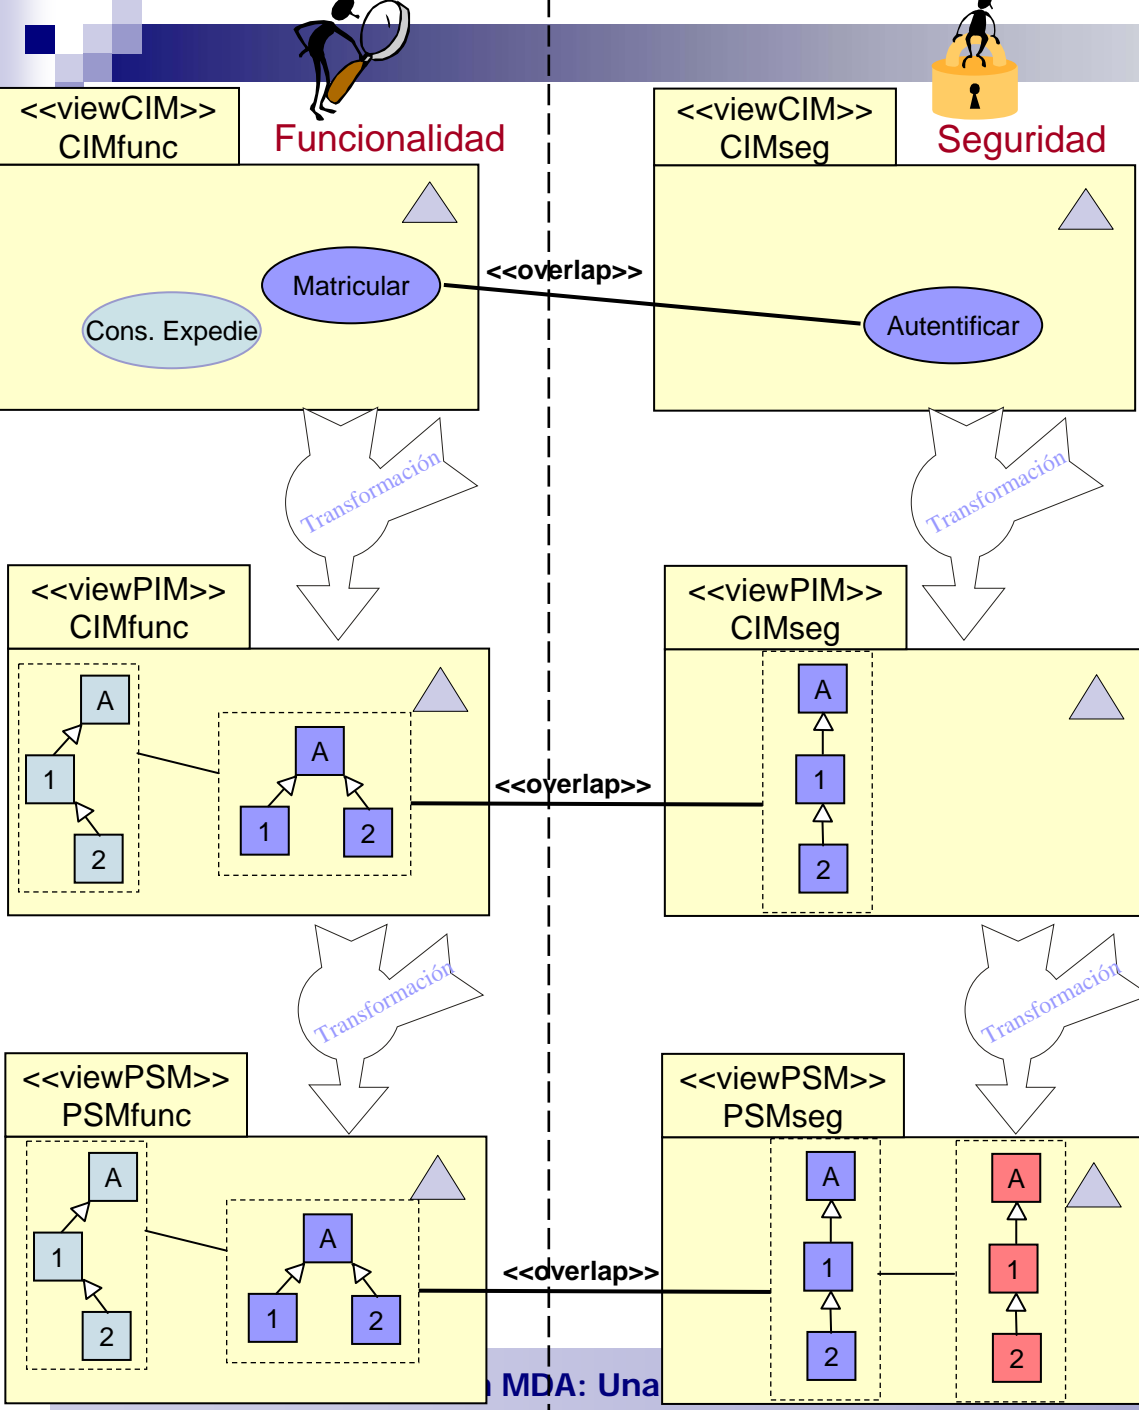 <<viewCIM>>
CIMfunc
Funcionalidad
<<viewCIM>>
CIMseg
Seguridad
Matricular
Cons. Expedie
<<overlap>>
Autentificar
Transformación
Transformación
<<viewPIM>>
CIMfunc
<<viewPIM>>
CIMseg
A
1
2
A
1
2
<<overlap>>
A
1
2
Transformación
Transformación
<<viewPSM>>
PSMfunc
<<viewPSM>>
PSMseg
A
1
2
A
1
2
<<overlap>>
A
1
2
A
1
2
MDA: Una